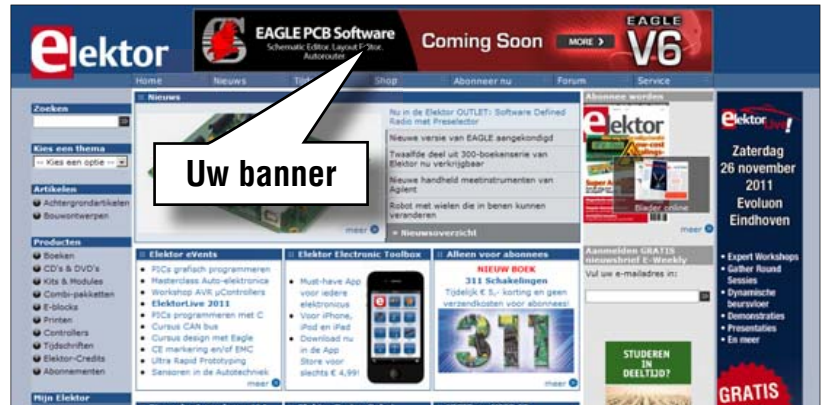 elektor
EAGLE PCB Software
Schematic Editor. Layout Editor.
Autorouter
Coming Soon
MORE >
EAGLE
V6
Home
Nieuws
Shop
Abonneer nu
Forum
Service
Zoeken
Kies een thema
-- Kies een optie --
Artikelen
Achtergrondartikelen
Bouwontwerpen
Producten
Boeken
CD's & DVD's
Kits & Modules
Combi-pakketten
E-blocks
Printen
Controllers
Tijdschriften
Elektor-Credits
Abonnementen
Mijn Elektor
Nieuws
Uw banner
meer
Nu in de Elektor OUTLET: Software Defined
Radio met Preselector
Nieuwe versie van EAGLE aangekondigd
Twaalfde deel uit 300-boekenserie van
Elektor nu verkrijgbaar
Nieuwe handheld meetinstrumenten van
Agilent
Robot met wielen die in benen kunnen
veranderen
» Nieuwsoverzicht
Elektor eVents
PICs grafisch programmeren
Masterclass Auto-elektronica
Workshop AVR µControllers
ElektorLive 2011
PICs programmeren met C
Cursus CAN bus
Cursus design met Eagle
CE markering en/of EMC
Ultra Rapid Prototyping
Sensoren in de Autotechniek
meer
Elektor Electronic Toolbox
Must-have App
voor iedere
elektronicus
Voor iPhone,
iPod en iPad
Download nu
in de App
Store voor
slechts € 4,99!
Alleen voor abonnees
NIEUW BOEK
311 Schakelingen
Tijdelijk € 5,- korting en geen
verzendkosten voor abonnees!
311
meer
Abonnee worden
elektor
Blader online
meer
Aanmelden GRATIS
nieuwsbrief E-Weekly
Vul uw e-mailadres in:
STUDEREN
IN
DEELTIJD?
elektor Live!
Zaterdag
26 november
2011
Evoluon
Eindhoven
• Expert Workshops
• Gather Round
Sessies
• Dynamische
beursvloer
• Demonstraties
• Presentaties
• En meer
GRATIS